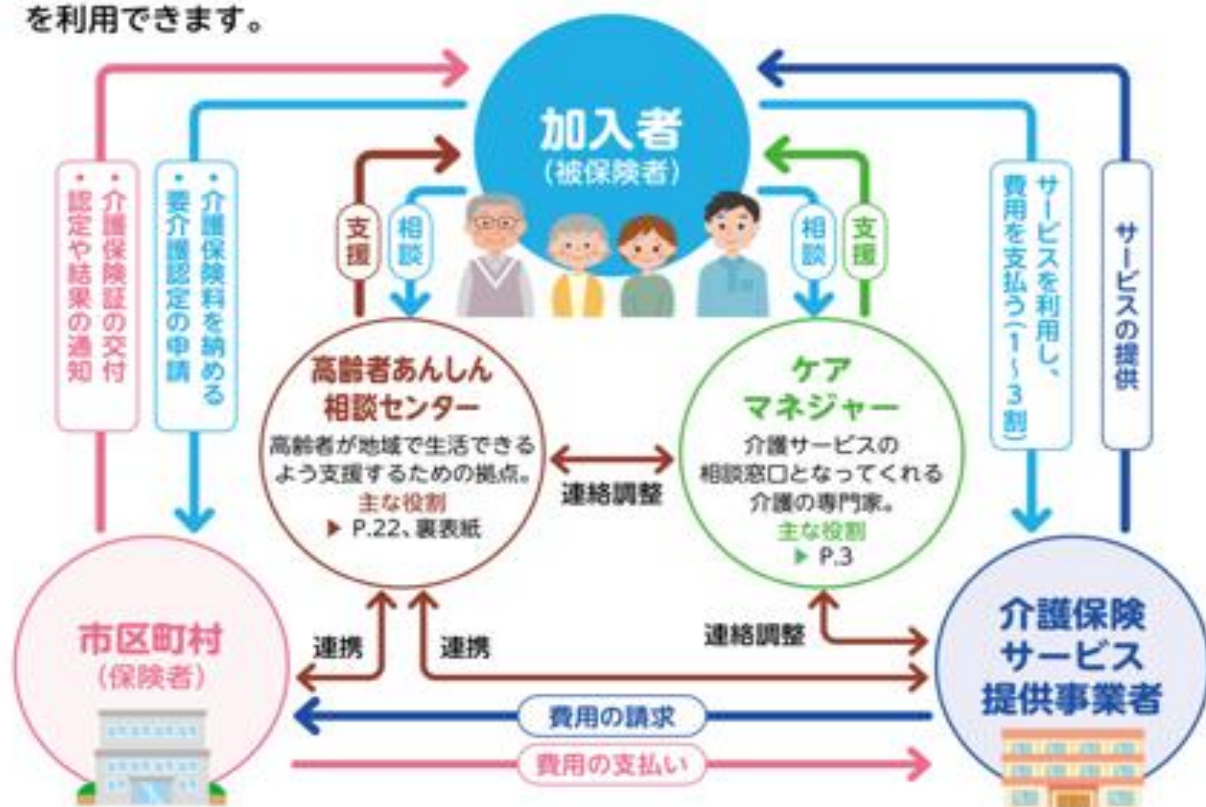 を利用できます。
加入者
(被保険者)
・介護保険証の交付
・認定や結果の通知
・介護保険料を納める
・要介護認定の申請
支援
相談
相談
支援
サービスを利用し、
費用を支払う(1~3割)
サービスの提供
高齢者あんしん
相談センター
高齢者が地域で生活できる
よう支援するための拠点。
主な役割
▶ P.22、裏表紙
連絡調整
ケア
マネジャー
介護サービスの
相談窓口となってくれる
介護の専門家。
主な役割
▶ P.3
市区町村
(保険者)
連携
連携
連絡調整
介護保険
サービス
提供事業者
費用の請求
費用の支払い